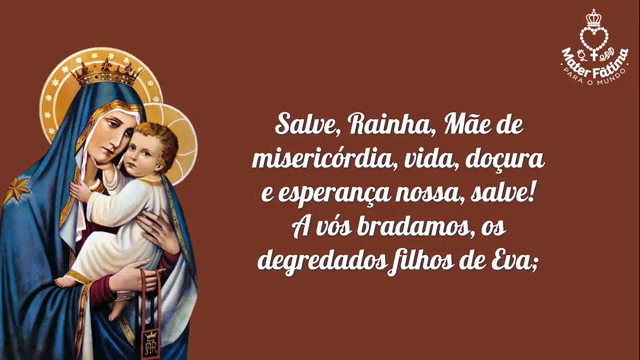 Mater Fátima
PARA O MUNDO
Salve, Rainha, Mãe de
misericórdia, vida, doçura
e esperança nossa, salve!
A vós bradamos, os
degredados filhos de Eva;